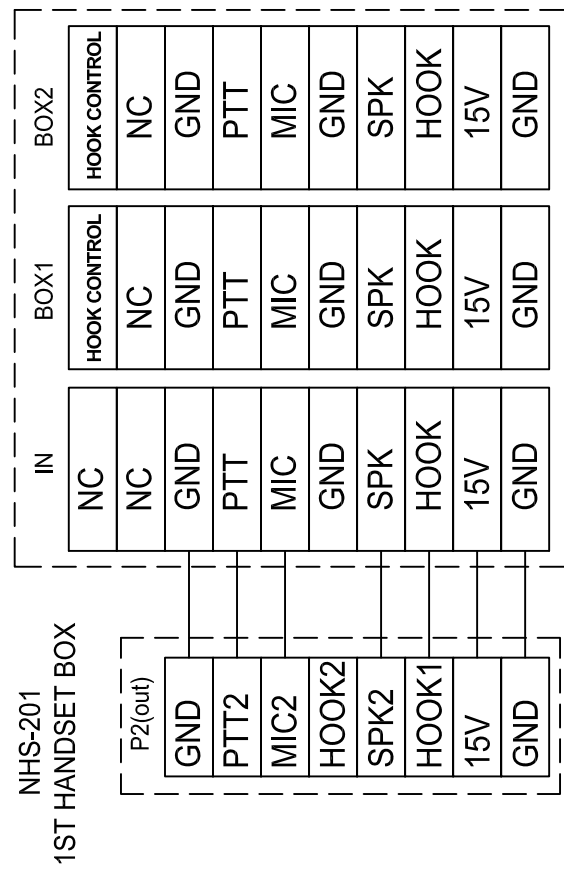 NHS-201
1ST HANDSET BOX
P2(out)
GND
PTT2
MIC2
HOOK2
SPK2
HOOK1
15V
GND
IN
NC
NC
GND
PTT
MIC
GND
SPK
HOOK
15V
GND
BOX1
HOOK CONTROL
NC
GND
PTT
MIC
GND
SPK
HOOK
15V
GND
BOX2
HOOK CONTROL
NC
GND
PTT
MIC
GND
SPK
HOOK
15V
GND